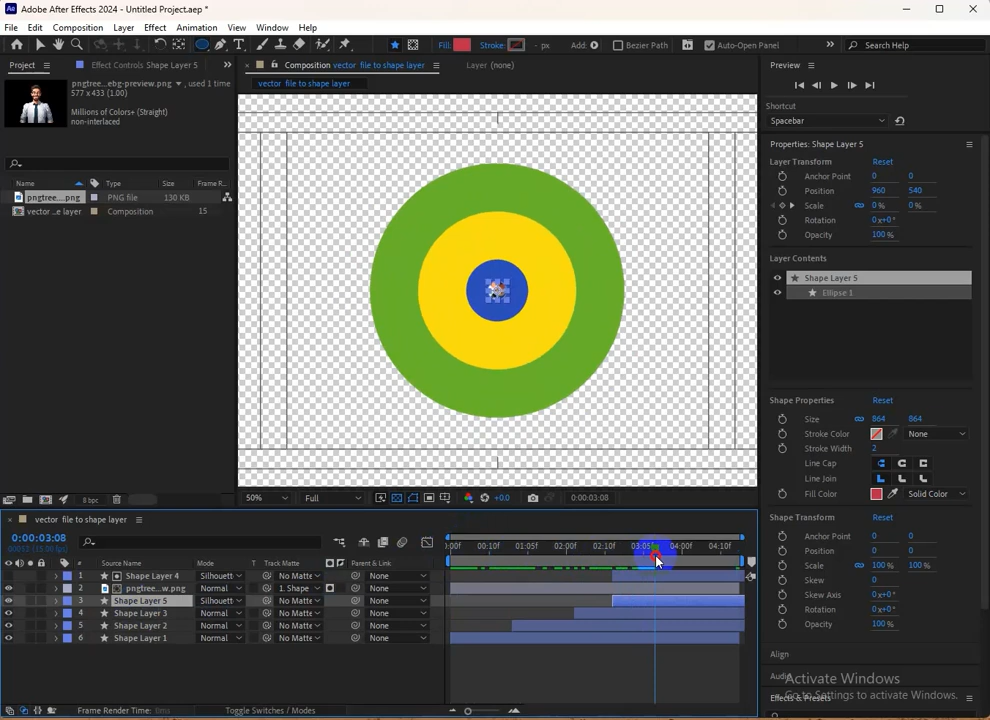 Adobe After Effects 2024 - Untitled Project.aep *
File Edit Composition Layer Effect Animation View Window Help
Fill: Stroke: - px Add: Bezier Path Auto-Open Panel Search Help
Project Effect Controls Shape Layer 5
pngtree...ebg-preview.png , used 1 time
577 x 433 (1.00)
Millions of Colors+ (Straight)
non-interlaced
Name Type Size Frame R...
pngtree....png PNG file 130 KB
vector ...e layer Composition 15
8 bpc
Composition vector file to shape layer Layer (none)
vector file to shape layer
50% Full +0.0 0:00:03:08
Preview
Shortcut
Spacebar
Properties: Shape Layer 5
Layer Transform Reset
Anchor Point 0 0
Position 960 540
Scale 0 % 0 %
Rotation 0x+0°
Opacity 100 %
Layer Contents
Shape Layer 5
Ellipse 1
Shape Properties Reset
Size 864 864
Stroke Color None
Stroke Width 2
Line Cap
Line Join
Fill Color Solid Color
Shape Transform Reset
Anchor Point 0 0
Position 0 0
Scale 100 % 100 %
Skew 0
Skew Axis 0x+0°
Rotation 0x+0°
Opacity 100 %
Align
Effects & Presets
Activate Windows
Go to Settings to activate Windows.
vector file to shape layer
0:00:03:08
:00f 00:10f 01:05f 02:00f 02:10f 03:05f 04:00f 04:10f
# Source Name Mode T Track Matte Parent & Link
1 Shape Layer 4 Silhouett No Matte None
2 pngtree...w.png Normal 1. Shape None
3 Shape Layer 5 Silhouett No Matte None
4 Shape Layer 3 Normal No Matte None
5 Shape Layer 2 Normal No Matte None
6 Shape Layer 1 Normal No Matte None
Frame Render Time: 0ms Toggle Switches / Modes